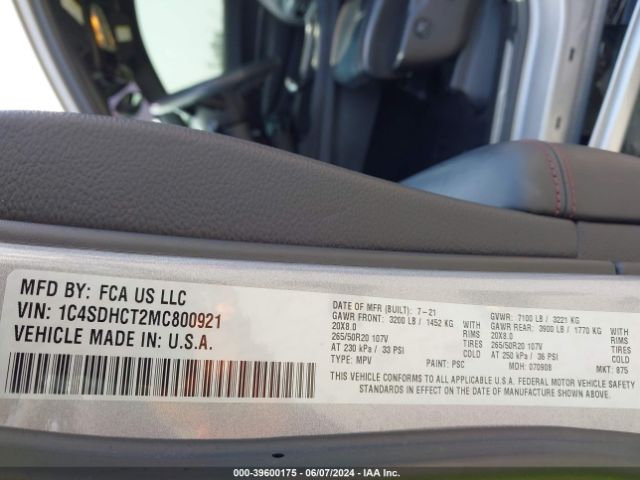 MFD BY: FCA US LLC
VIN: 1C4SDHCT2MC800921
VEHICLE MADE IN: U.S.A.
DATE OF MFR (BUILT): 7-21
GAWR FRONT: 3200 LB / 1452 KG WITH
20X8.0 RIMS
265/50R20 107V TIRES
AT 230 kPa / 33 PSI COLD
TYPE: MPV PAINT: PSC
GVWR: 7100 LB / 3221 KG
GAWR REAR: 3900 LB / 1770 KG WITH
20X8.0 RIMS
265/50R20 107V TIRES
AT 250 kPa / 36 PSI COLD
MDH: 070908 MKT: 875
THIS VEHICLE CONFORMS TO ALL APPLICABLE U.S.A. FEDERAL MOTOR VEHICLE SAFETY
STANDARDS IN EFFECT ON THE DATE OF MANUFACTURE SHOWN ABOVE.
000-39600175 - 06/07/2024 - IAA Inc.